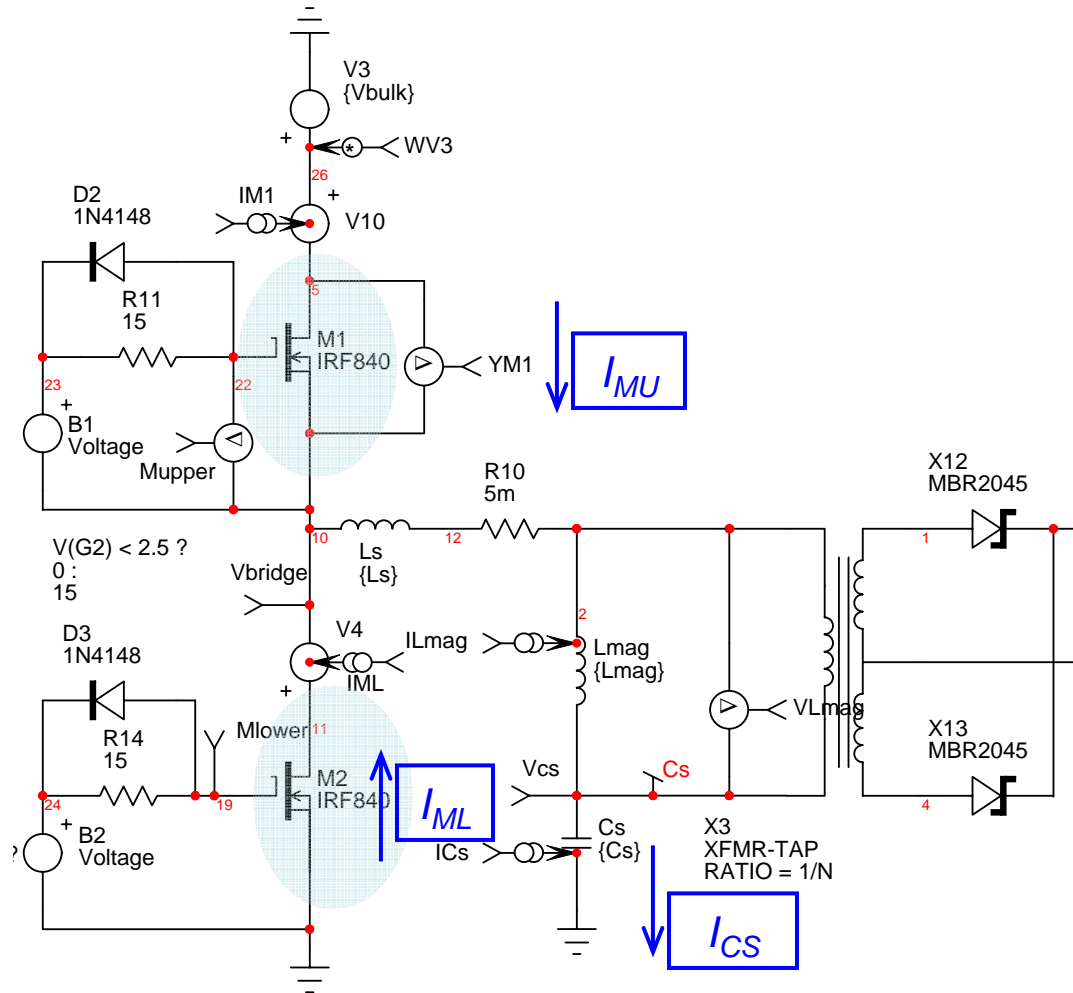 V3
{Vbulk}
+
WV3
*
26
IM1
+
V10
D2
1N4148
R11
15
5
M1
IRF840
V
YM1
I_MU
23
22
+
B1
Voltage
V
Mupper
R10
5m
X12
MBR2045
10
12
1
Ls
{Ls}
V(G2) < 2.5 ?
0 :
15
Vbridge
V4
ILmag
2
Lmag
{Lmag}
D3
1N4148
IML
+
V
VLmag
R14
15
Mlower
11
X13
MBR2045
M2
IRF840
I_ML
Vcs
Cs
24
19
4
+
B2
Voltage
?
Cs
{Cs}
ICs
X3
XFMR-TAP
RATIO = 1/N
I_CS